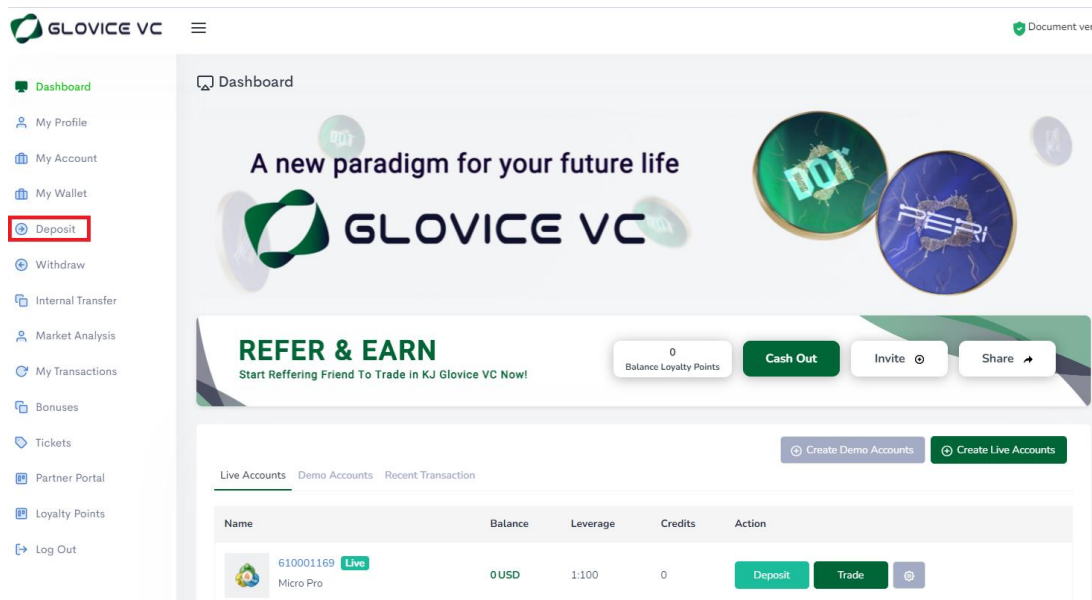 GLOVICE VC
Document ver
Dashboard
My Profile
My Account
My Wallet
Deposit
Withdraw
Internal Transfer
Market Analysis
My Transactions
Bonuses
Tickets
Partner Portal
Loyalty Points
Log Out
Dashboard
A new paradigm for your future life
GLOVICE VC
DOT
DOT
PERI
REFER & EARN
Start Reffering Friend To Trade in KJ Glovice VC Now!
0
Balance Loyalty Points
Cash Out
Invite
Share
Create Demo Accounts
Create Live Accounts
Live Accounts Demo Accounts Recent Transaction
Name Balance Leverage Credits Action
610001169 Live
Micro Pro
0 USD 1:100 0 Deposit Trade